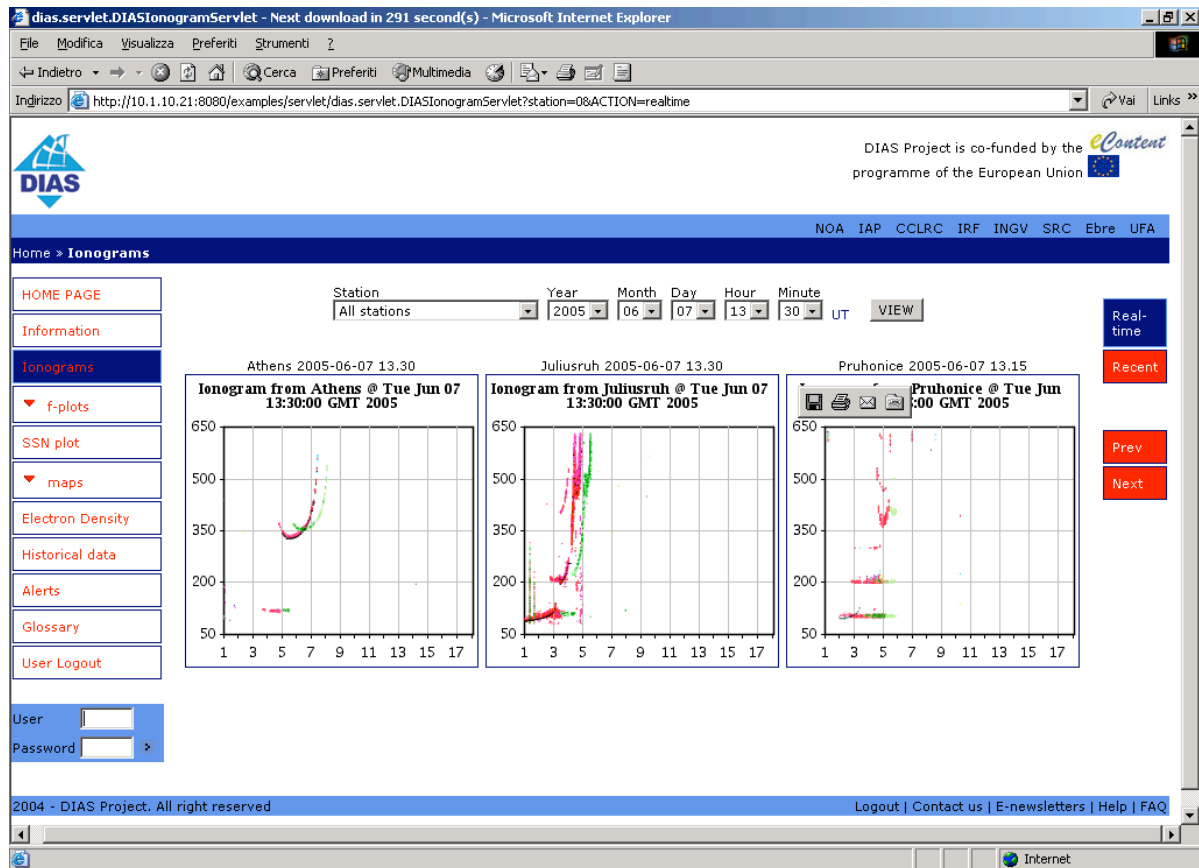 dias.servlet.DIASIonogramServlet - Next download in 291 second(s) - Microsoft Internet Explorer
File Modifica Visualizza Preferiti Strumenti ?
Indietro Cerca Preferiti Multimedia
Indirizzo http://10.1.10.21:8080/examples/servlet/dias.servlet.DIASIonogramServlet?station=0&ACTION=realtime Vai Links »
DIAS
DIAS Project is co-funded by the eContent
programme of the European Union
NOA IAP CCLRC IRF INGV SRC Ebre UFA
Home » Ionograms
HOME PAGE
Information
Ionograms
f-plots
SSN plot
maps
Electron Density
Historical data
Alerts
Glossary
User Logout
User
Password
Station Year Month Day Hour Minute
All stations 2005 06 07 13 30 UT VIEW
Real-
time
Recent
Prev
Next
Athens 2005-06-07 13.30
Ionogram from Athens @ Tue Jun 07
13:30:00 GMT 2005
650
500
350
200
50
1 3 5 7 9 11 13 15 17
Juliusruh 2005-06-07 13.30
Ionogram from Juliusruh @ Tue Jun 07
13:30:00 GMT 2005
650
500
350
200
50
1 3 5 7 9 11 13 15 17
Pruhonice 2005-06-07 13.15
Pruhonice @ Tue Jun
:00 GMT 2005
650
500
350
200
50
1 3 5 7 9 11 13 15 17
2004 - DIAS Project. All right reserved
Logout | Contact us | E-newsletters | Help | FAQ
Internet